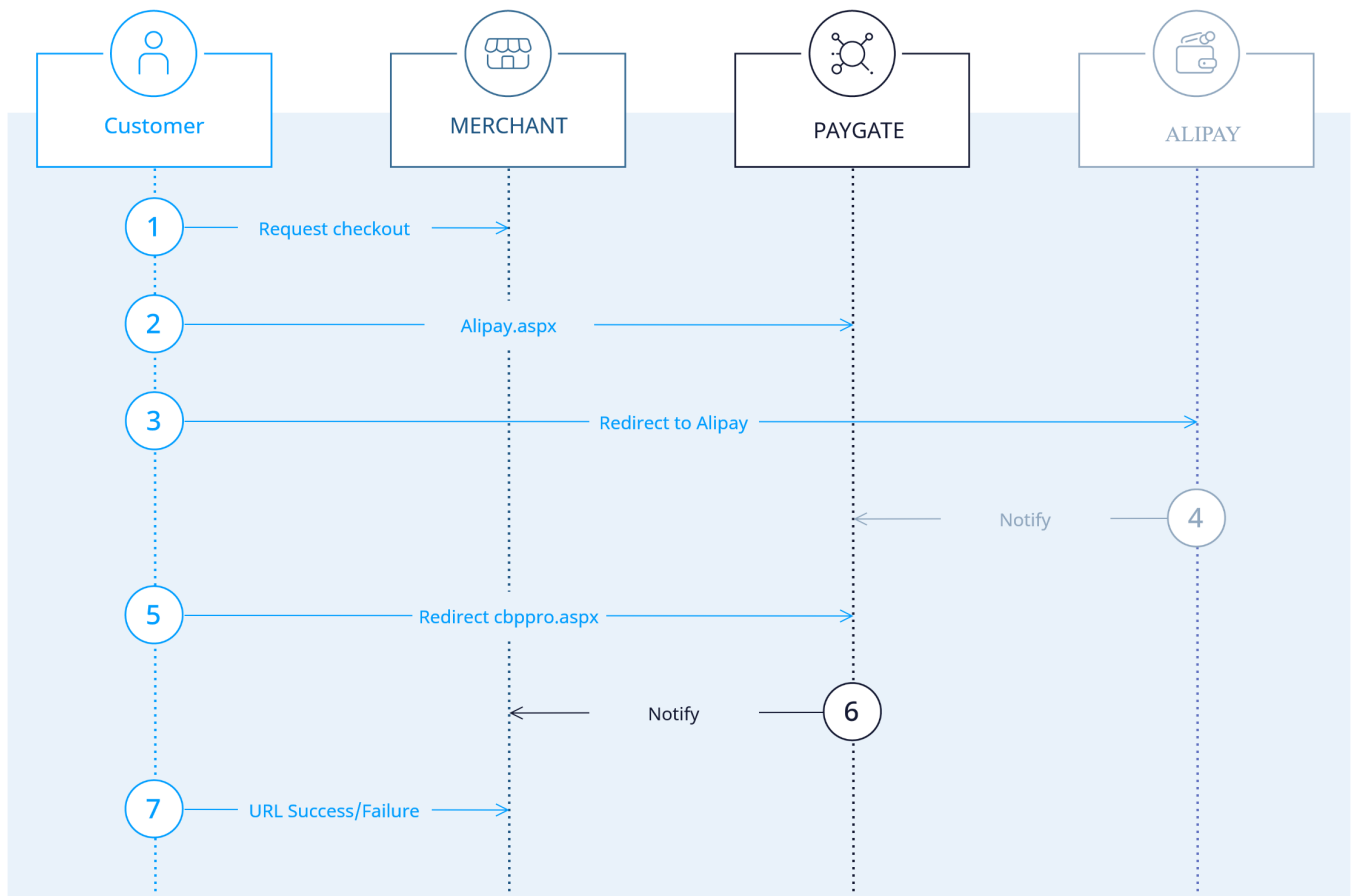 Customer
MERCHANT
PAYGATE
ALIPAY
1
Request checkout
2
Alipay.aspx
3
Redirect to Alipay
Notify
4
5
Redirect cbppro.aspx
Notify
6
7
URL Success/Failure